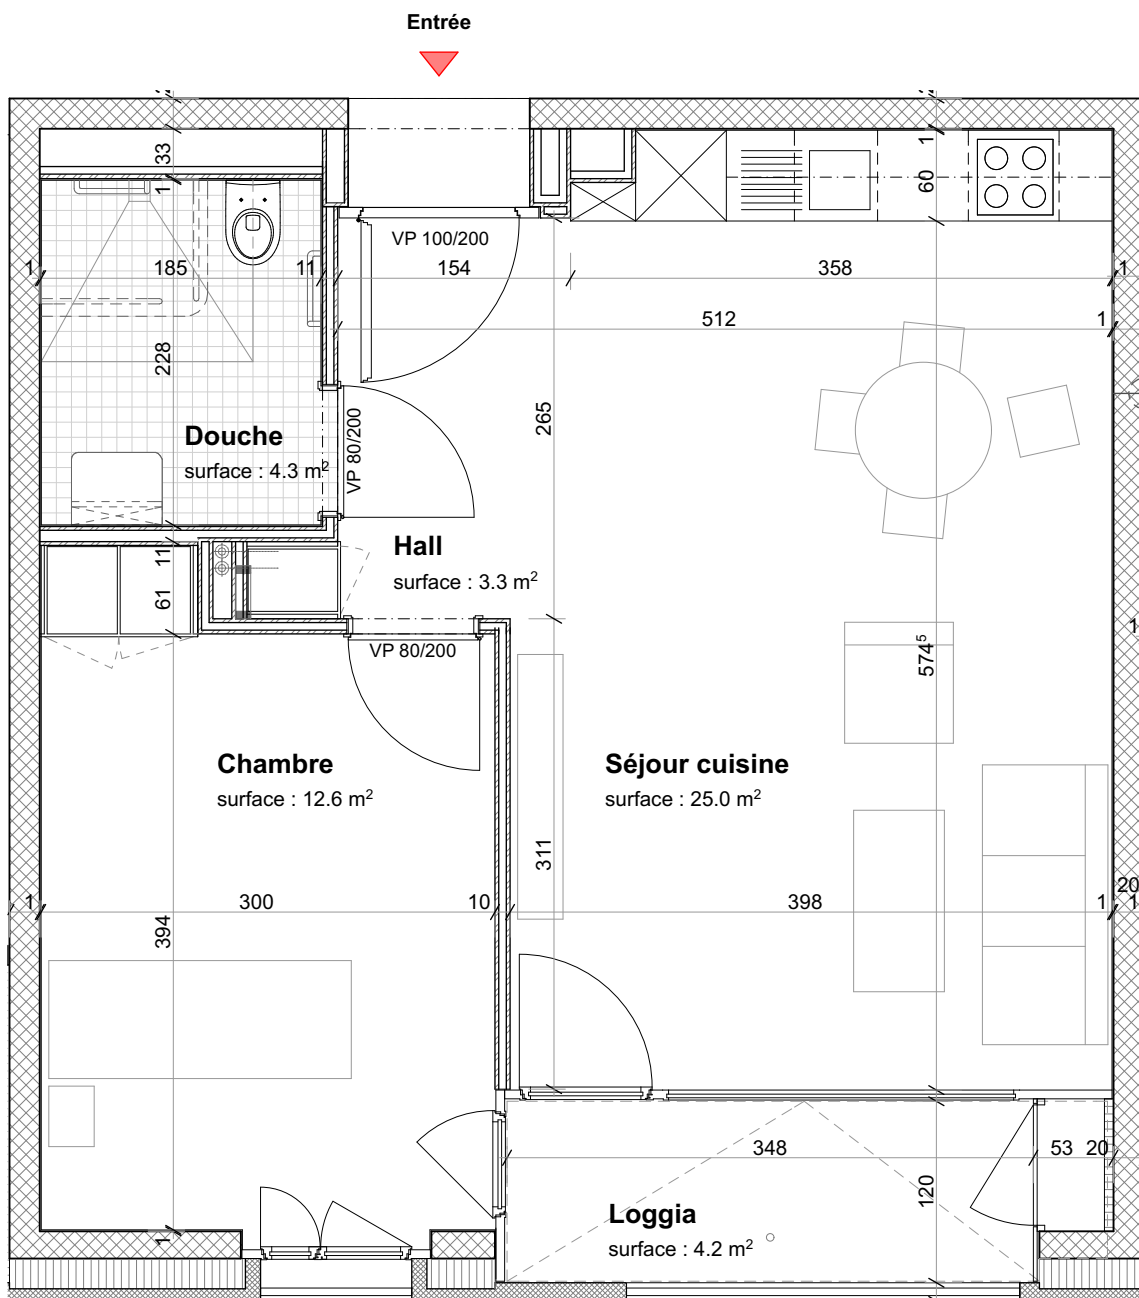 Entrée
33
1
1
60
VP 100/200
1
185
11
154
358
1
512
1
228
265
VP 80/200
Douche
surface : 4.3 m²
Hall
surface : 3.3 m²
11
61
VP 80/200
574⁵
1
Chambre
surface : 12.6 m²
Séjour cuisine
surface : 25.0 m²
311
20
1
300
10
398
1
1
394
348
53
20
120
Loggia
surface : 4.2 m²
1